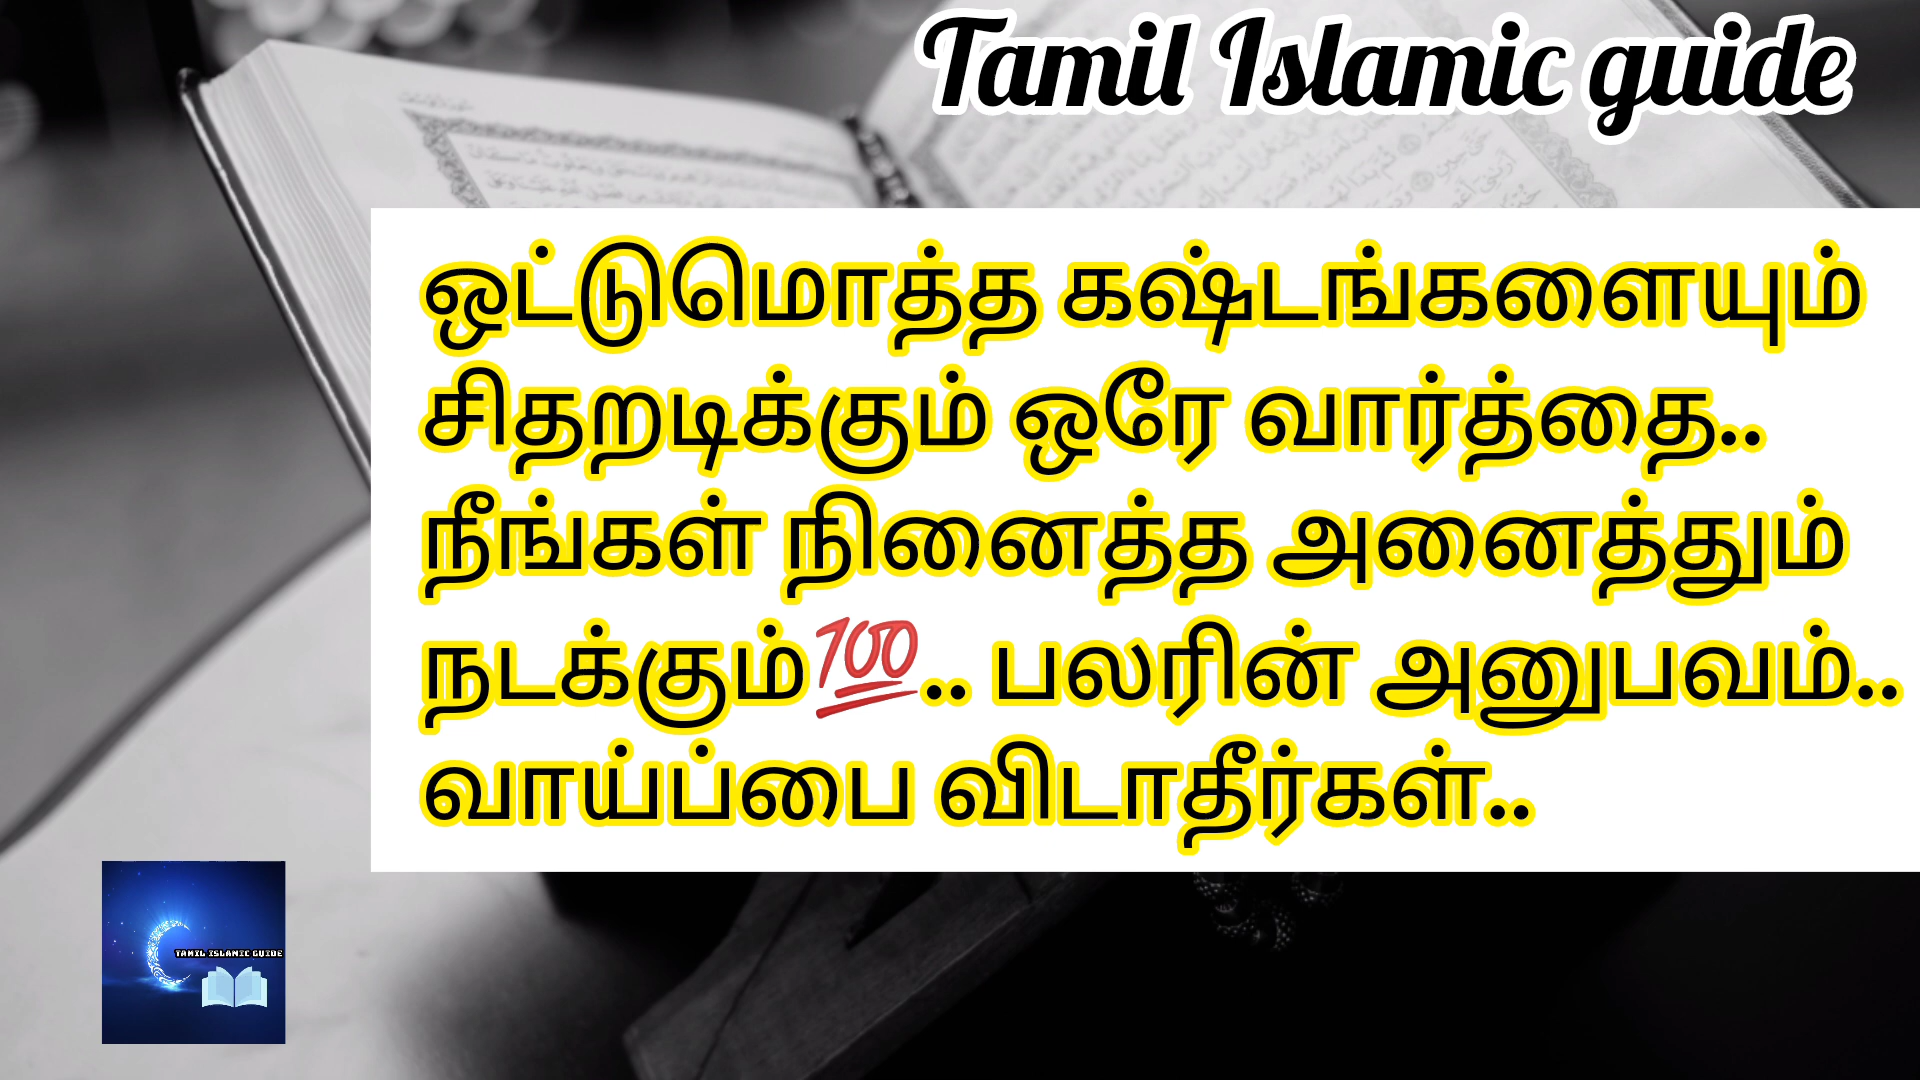 Tamil Islamic guide
ஒட்டுமொத்த கஷ்டங்களையும்
சிதறடிக்கும் ஒரே வார்த்தை..
நீங்கள் நினைத்த அனைத்தும்
நடக்கும்💯.. பலரின் அனுபவம்..
வாய்ப்பை விடாதீர்கள்..
TAMIL ISLAMIC GUIDE